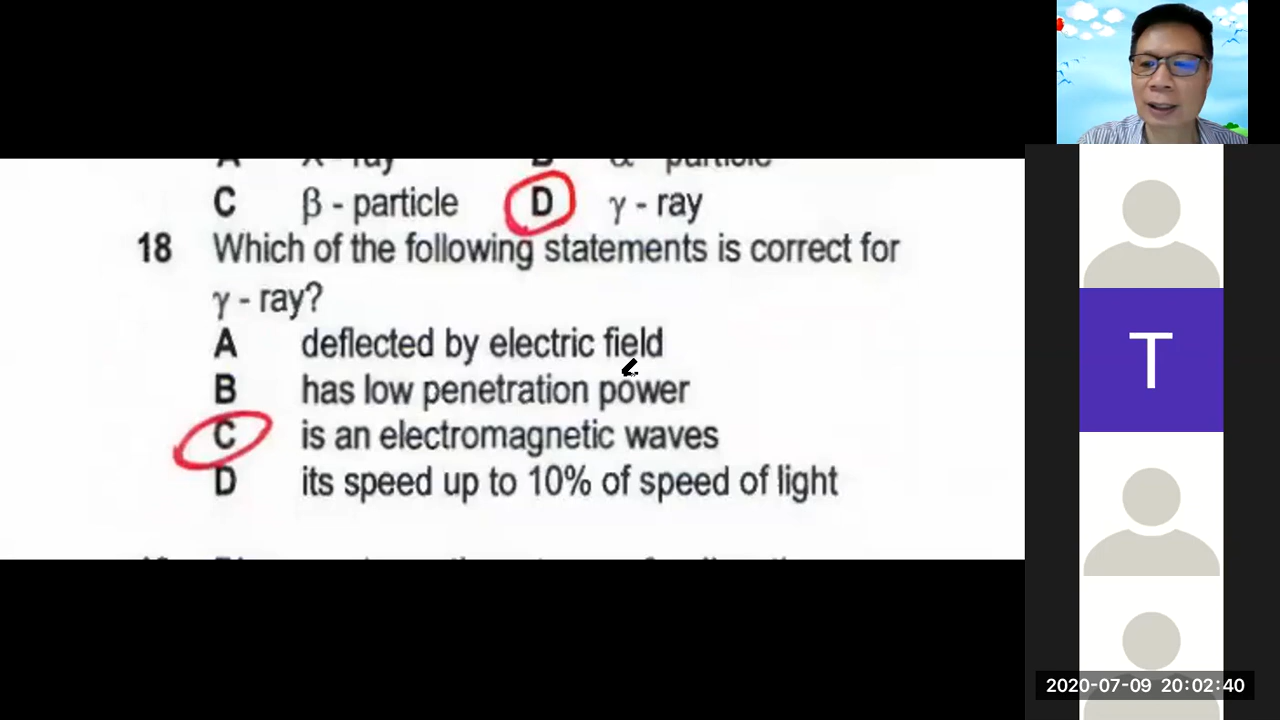 A X - ray B α - particle
C β - particle D γ - ray
18 Which of the following statements is correct for
γ - ray?
A deflected by electric field
B has low penetration power
C is an electromagnetic waves
D its speed up to 10% of speed of light
T
2020-07-09 20:02:40